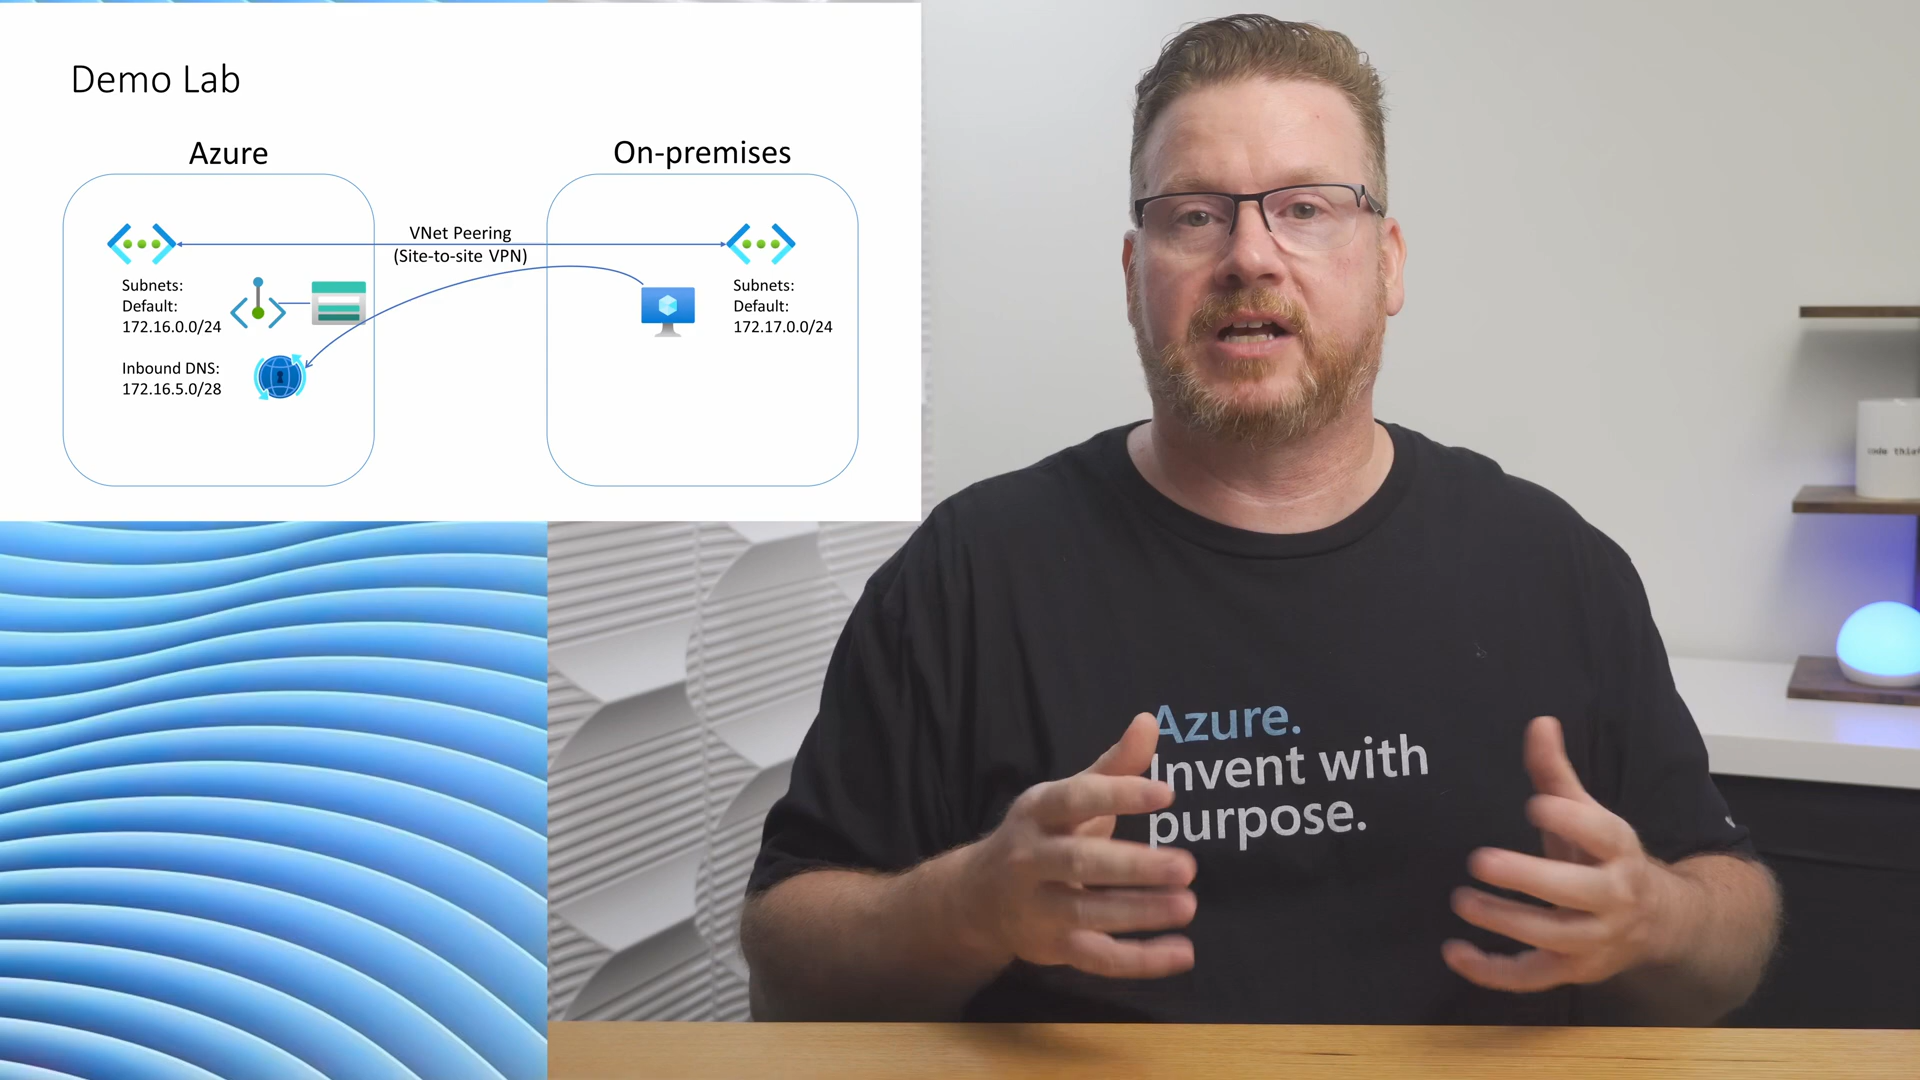 Demo Lab
Azure
On-premises
VNet Peering
(Site-to-site VPN)
Subnets:
Default:
172.16.0.0/24
Inbound DNS:
172.16.5.0/28
Subnets:
Default:
172.17.0.0/24
Azure.
Invent with
purpose.